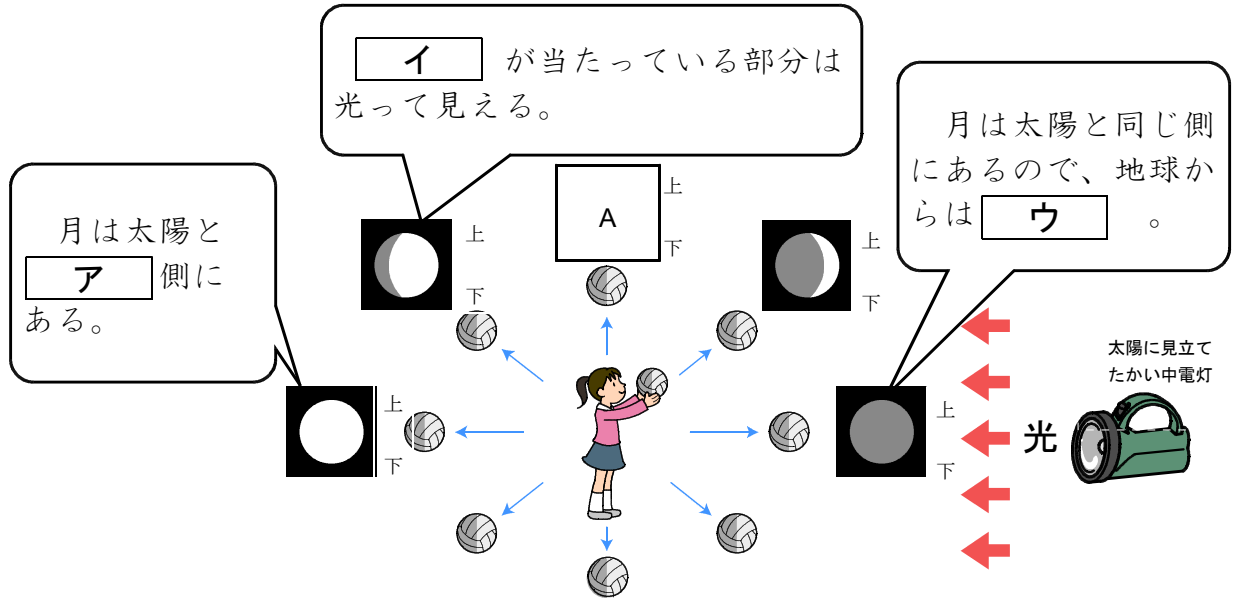 イ が当たっている部分は
光って見える。
月は太陽と同じ側
にあるので、地球か
らは ウ 。
月は太陽と
ア 側に
ある。
A
上
下
上
下
上
下
上
下
上
下
太陽に見立て
たかい中電灯
光